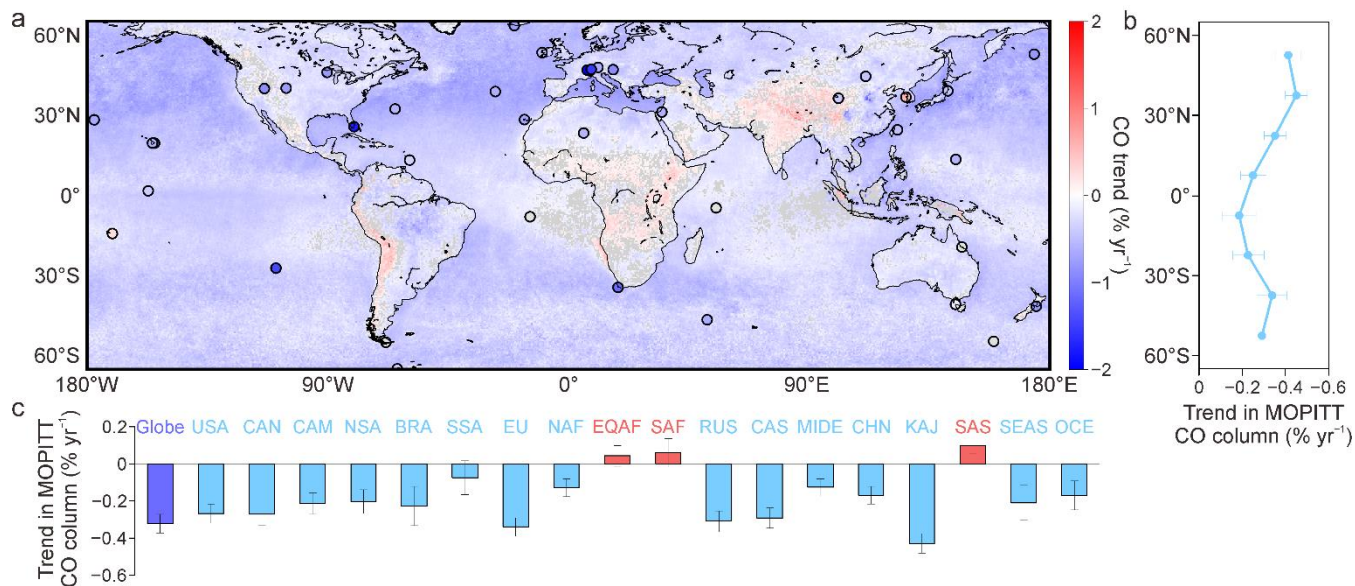 a
b
60°N
30°N
0°
30°S
60°S
180°W
90°W
0°
90°E
180°E
2
1
0
−1
−2
CO trend (% yr⁻¹)
60°N
30°N
0°
30°S
60°S
0
−0.2
−0.4
−0.6
Trend in MOPITT
CO column (% yr⁻¹)
c
Globe USA CAN CAM NSA BRA SSA EU NAF EQAF SAF RUS CAS MIDE CHN KAJ SAS SEAS OCE
0.2
0
−0.2
−0.4
−0.6
Trend in MOPITT
CO column (% yr⁻¹)